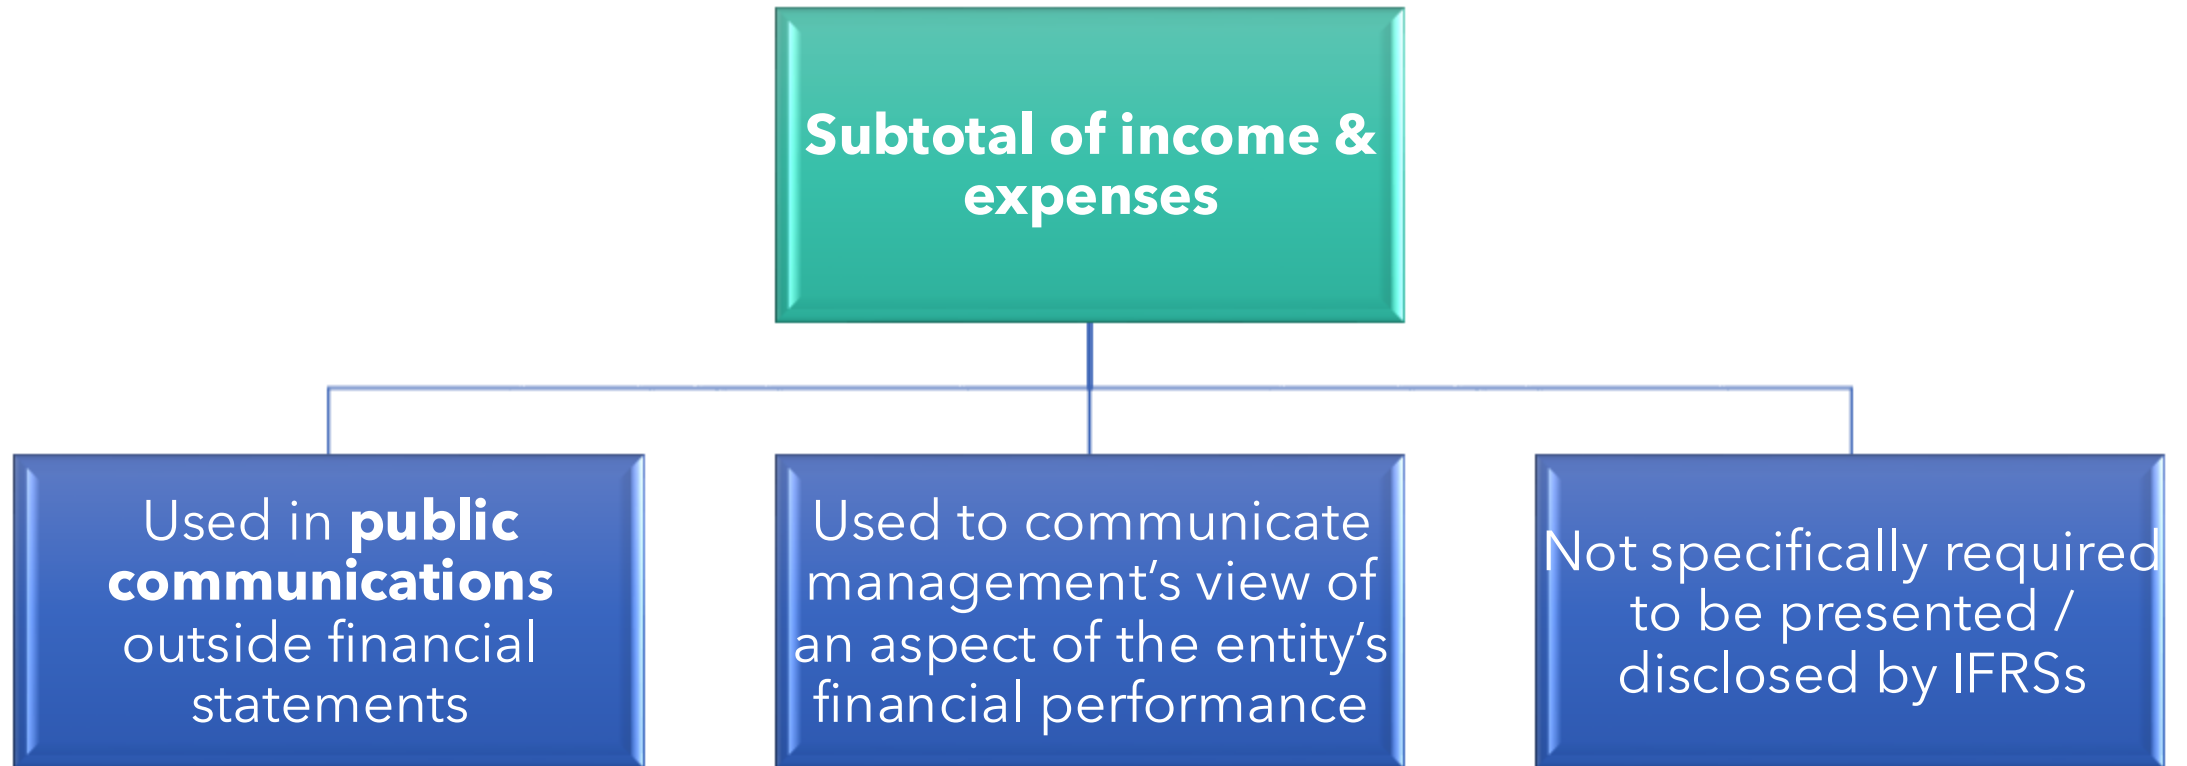 Subtotal of income &
expenses
Used in public
communications
outside financial
statements
Used to communicate
management’s view of
an aspect of the entity’s
financial performance
Not specifically required
to be presented /
disclosed by IFRSs